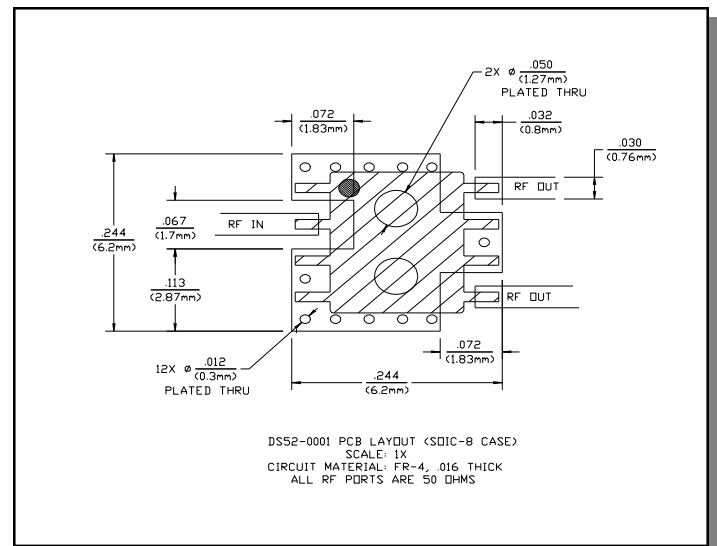 2X ⌀ .050
(1.27mm)
PLATED THRU
.072
(1.83mm)
.032
(0.8mm)
.030
(0.76mm)
RF OUT
RF IN
.067
(1.7mm)
.244
(6.2mm)
.113
(2.87mm)
RF OUT
.072
(1.83mm)
12X ⌀ .012
(0.3mm)
PLATED THRU
.244
(6.2mm)
DS52-0001 PCB LAYOUT (SOIC-8 CASE)
SCALE: 1X
CIRCUIT MATERIAL: FR-4, .016 THICK
ALL RF PORTS ARE 50 OHMS